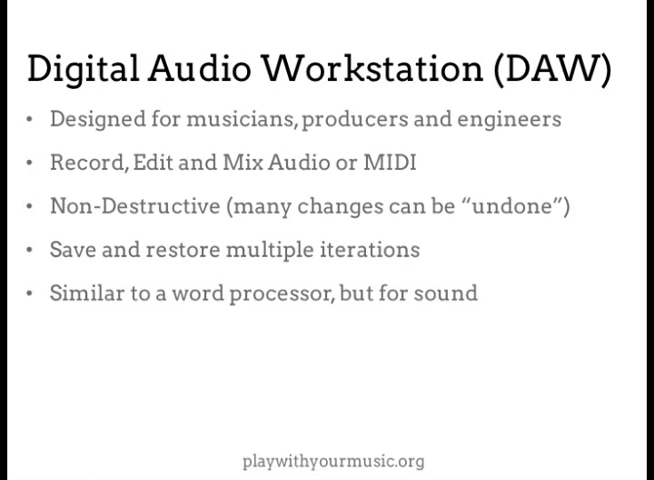 Digital Audio Workstation (DAW)
• Designed for musicians, producers and engineers
• Record, Edit and Mix Audio or MIDI
• Non-Destructive (many changes can be “undone”)
• Save and restore multiple iterations
• Similar to a word processor, but for sound
playwithyourmusic.org